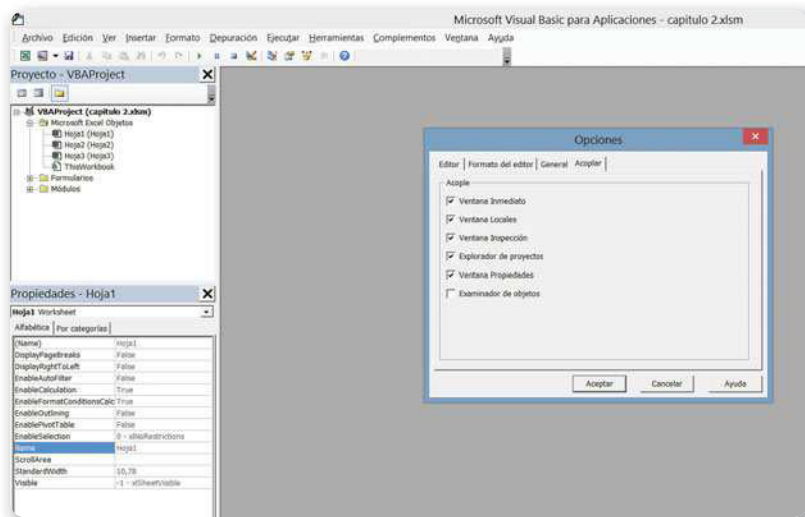 Microsoft Visual Basic para Aplicaciones - capitulo 2.xlsm
Archivo Edición Ver Insertar Formato Depuración Ejecutar Herramientas Complementos Ventana Ayuda
Proyecto - VBAProject
VBAProject (capitulo 2.xlsm)
Microsoft Excel Objetos
Hoja1 (Hoja1)
Hoja2 (Hoja2)
Hoja3 (Hoja3)
ThisWorkbook
Formularios
Módulos
Opciones
Editor Formato del editor General Acoplar
Acople
Ventana Inmediato
Ventana Locales
Ventana Inspección
Explorador de proyectos
Ventana Propiedades
Examinador de objetos
Aceptar Cancelar Ayuda
Propiedades - Hoja1
Hoja1 Worksheet
Alfabética Por categorías
(Name) Hoja1
DisplayPageBreaks False
DisplayRightToLeft False
EnableAutoFilter False
EnableCalculation True
EnableFormatConditionsCalc True
EnableOutlining False
EnablePivotTable False
EnableSelection 0 - xlNoRestrictions
Name Hoja1
ScrollArea
StandardWidth 10,78
Visible -1 - xlSheetVisible